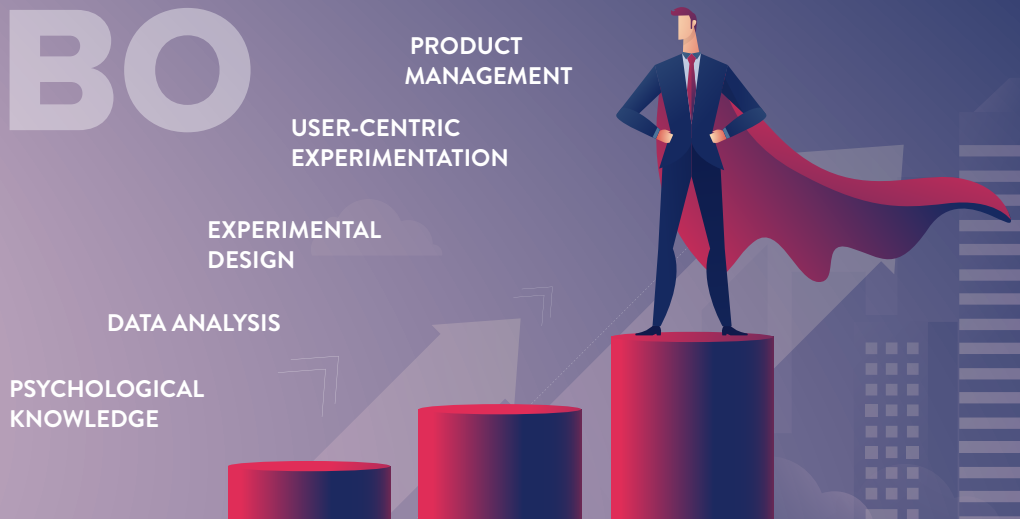 BO
PRODUCT
MANAGEMENT
USER-CENTRIC
EXPERIMENTATION
EXPERIMENTAL
DESIGN
DATA ANALYSIS
PSYCHOLOGICAL
KNOWLEDGE